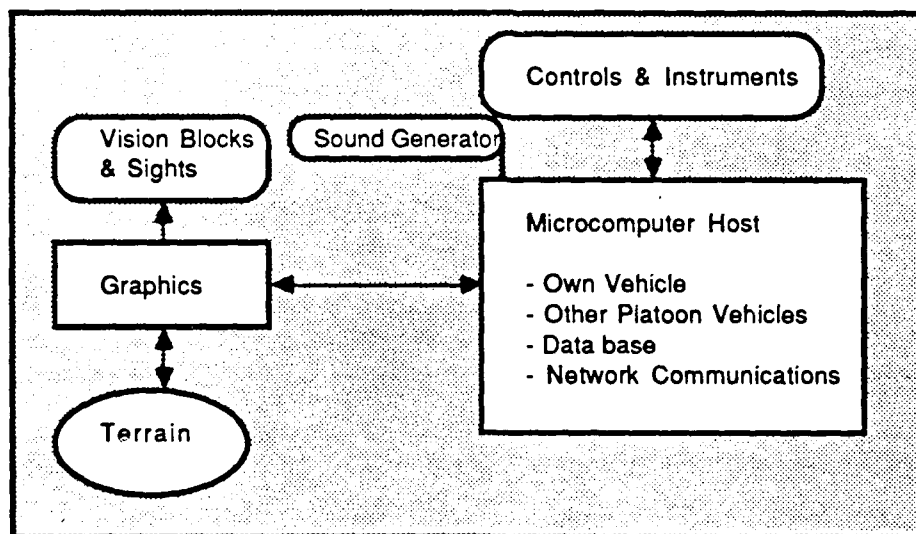 Controls & Instruments
Vision Blocks
& Sights
Sound Generator
Microcomputer Host
Graphics
- Own Vehicle
- Other Platoon Vehicles
- Data base
- Network Communications
Terrain